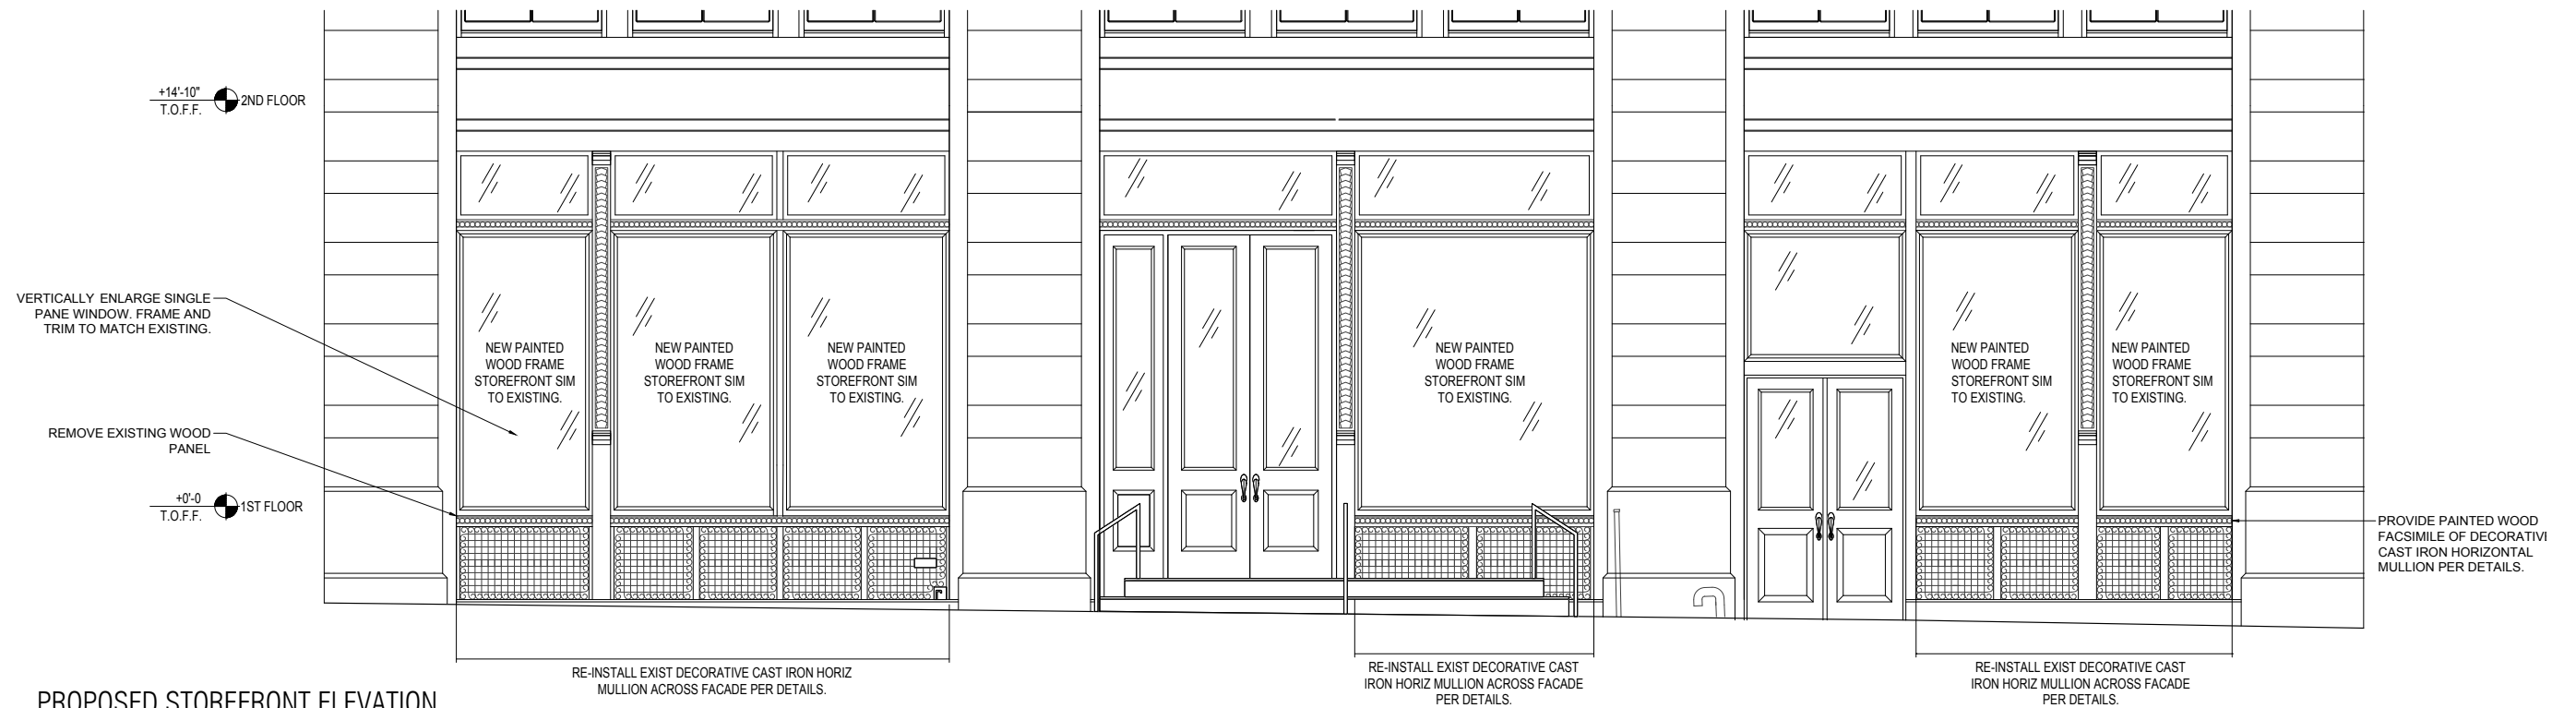 +14'-10"
T.O.F.F.
2ND FLOOR
VERTICALLY ENLARGE SINGLE
PANE WINDOW. FRAME AND
TRIM TO MATCH EXISTING.
REMOVE EXISTING WOOD
PANEL
+0'-0
T.O.F.F.
1ST FLOOR
NEW PAINTED
WOOD FRAME
STOREFRONT SIM
TO EXISTING.
NEW PAINTED
WOOD FRAME
STOREFRONT SIM
TO EXISTING.
NEW PAINTED
WOOD FRAME
STOREFRONT SIM
TO EXISTING.
NEW PAINTED
WOOD FRAME
STOREFRONT SIM
TO EXISTING.
NEW PAINTED
WOOD FRAME
STOREFRONT SIM
TO EXISTING.
NEW PAINTED
WOOD FRAME
STOREFRONT SIM
TO EXISTING.
PROVIDE PAINTED WOOD
FACSIMILE OF DECORATIV
CAST IRON HORIZONTAL
MULLION PER DETAILS.
RE-INSTALL EXIST DECORATIVE CAST IRON HORIZ
MULLION ACROSS FACADE PER DETAILS.
RE-INSTALL EXIST DECORATIVE CAST
IRON HORIZ MULLION ACROSS FACADE
PER DETAILS.
RE-INSTALL EXIST DECORATIVE CAST
IRON HORIZ MULLION ACROSS FACADE
PER DETAILS.
PROPOSED STOREFRONT ELEVATION